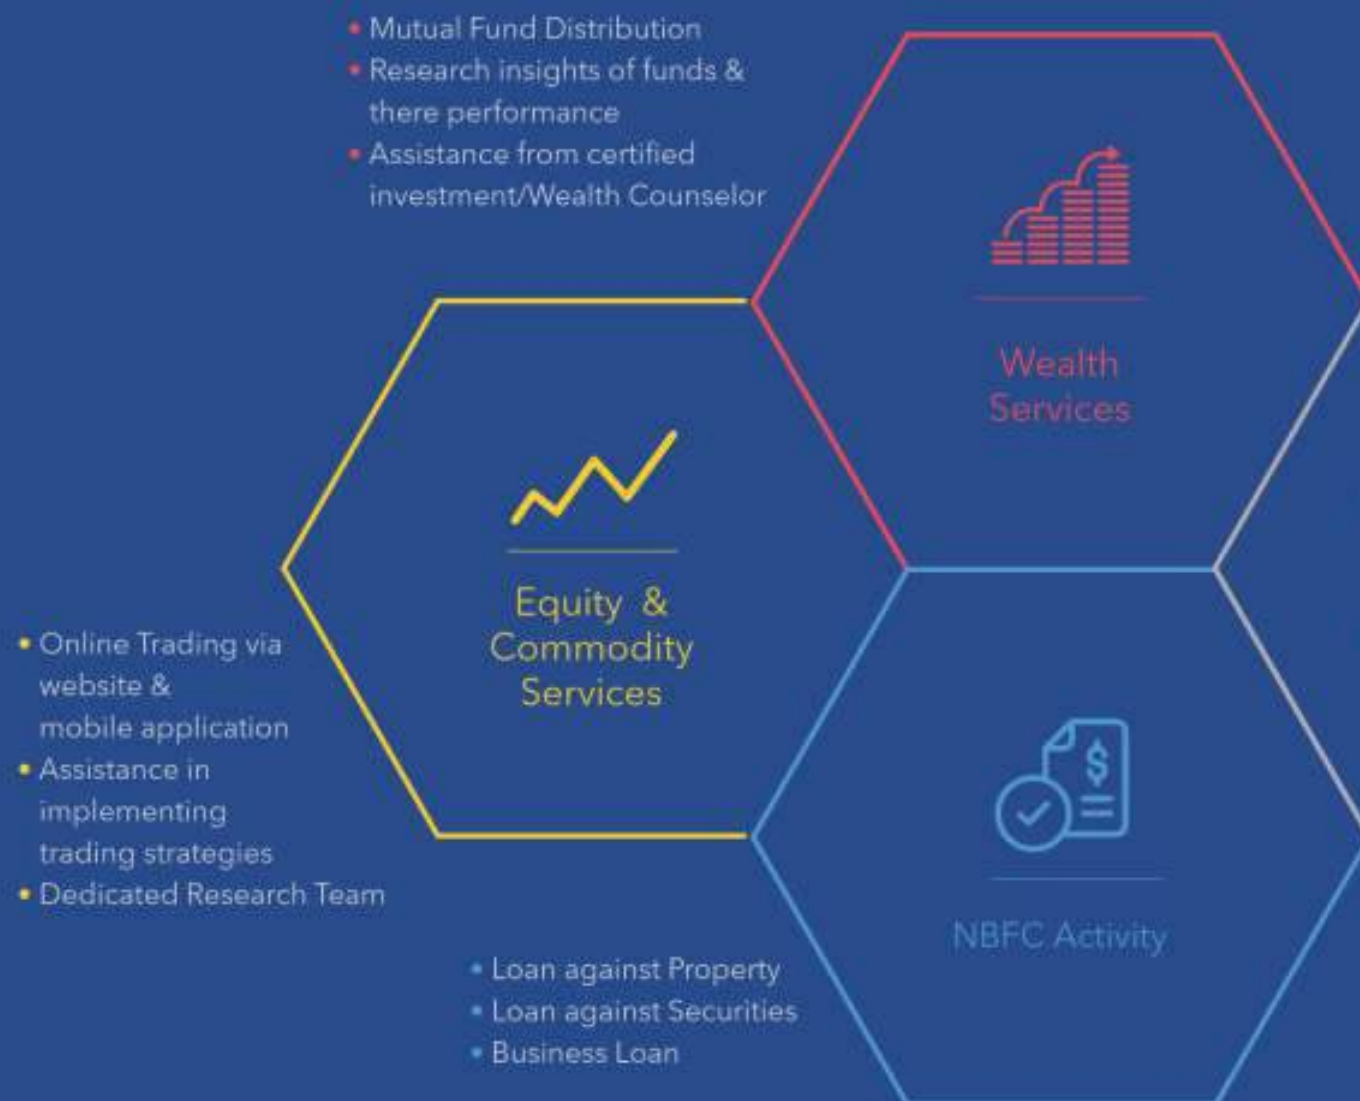 • Mutual Fund Distribution
• Research insights of funds &
there performance
• Assistance from certified
investment/Wealth Counselor
Wealth
Services
Equity &
Commodity
Services
• Online Trading via
website &
mobile application
• Assistance in
implementing
trading strategies
• Dedicated Research Team
$
NBFC Activity
• Loan against Property
• Loan against Securities
• Business Loan